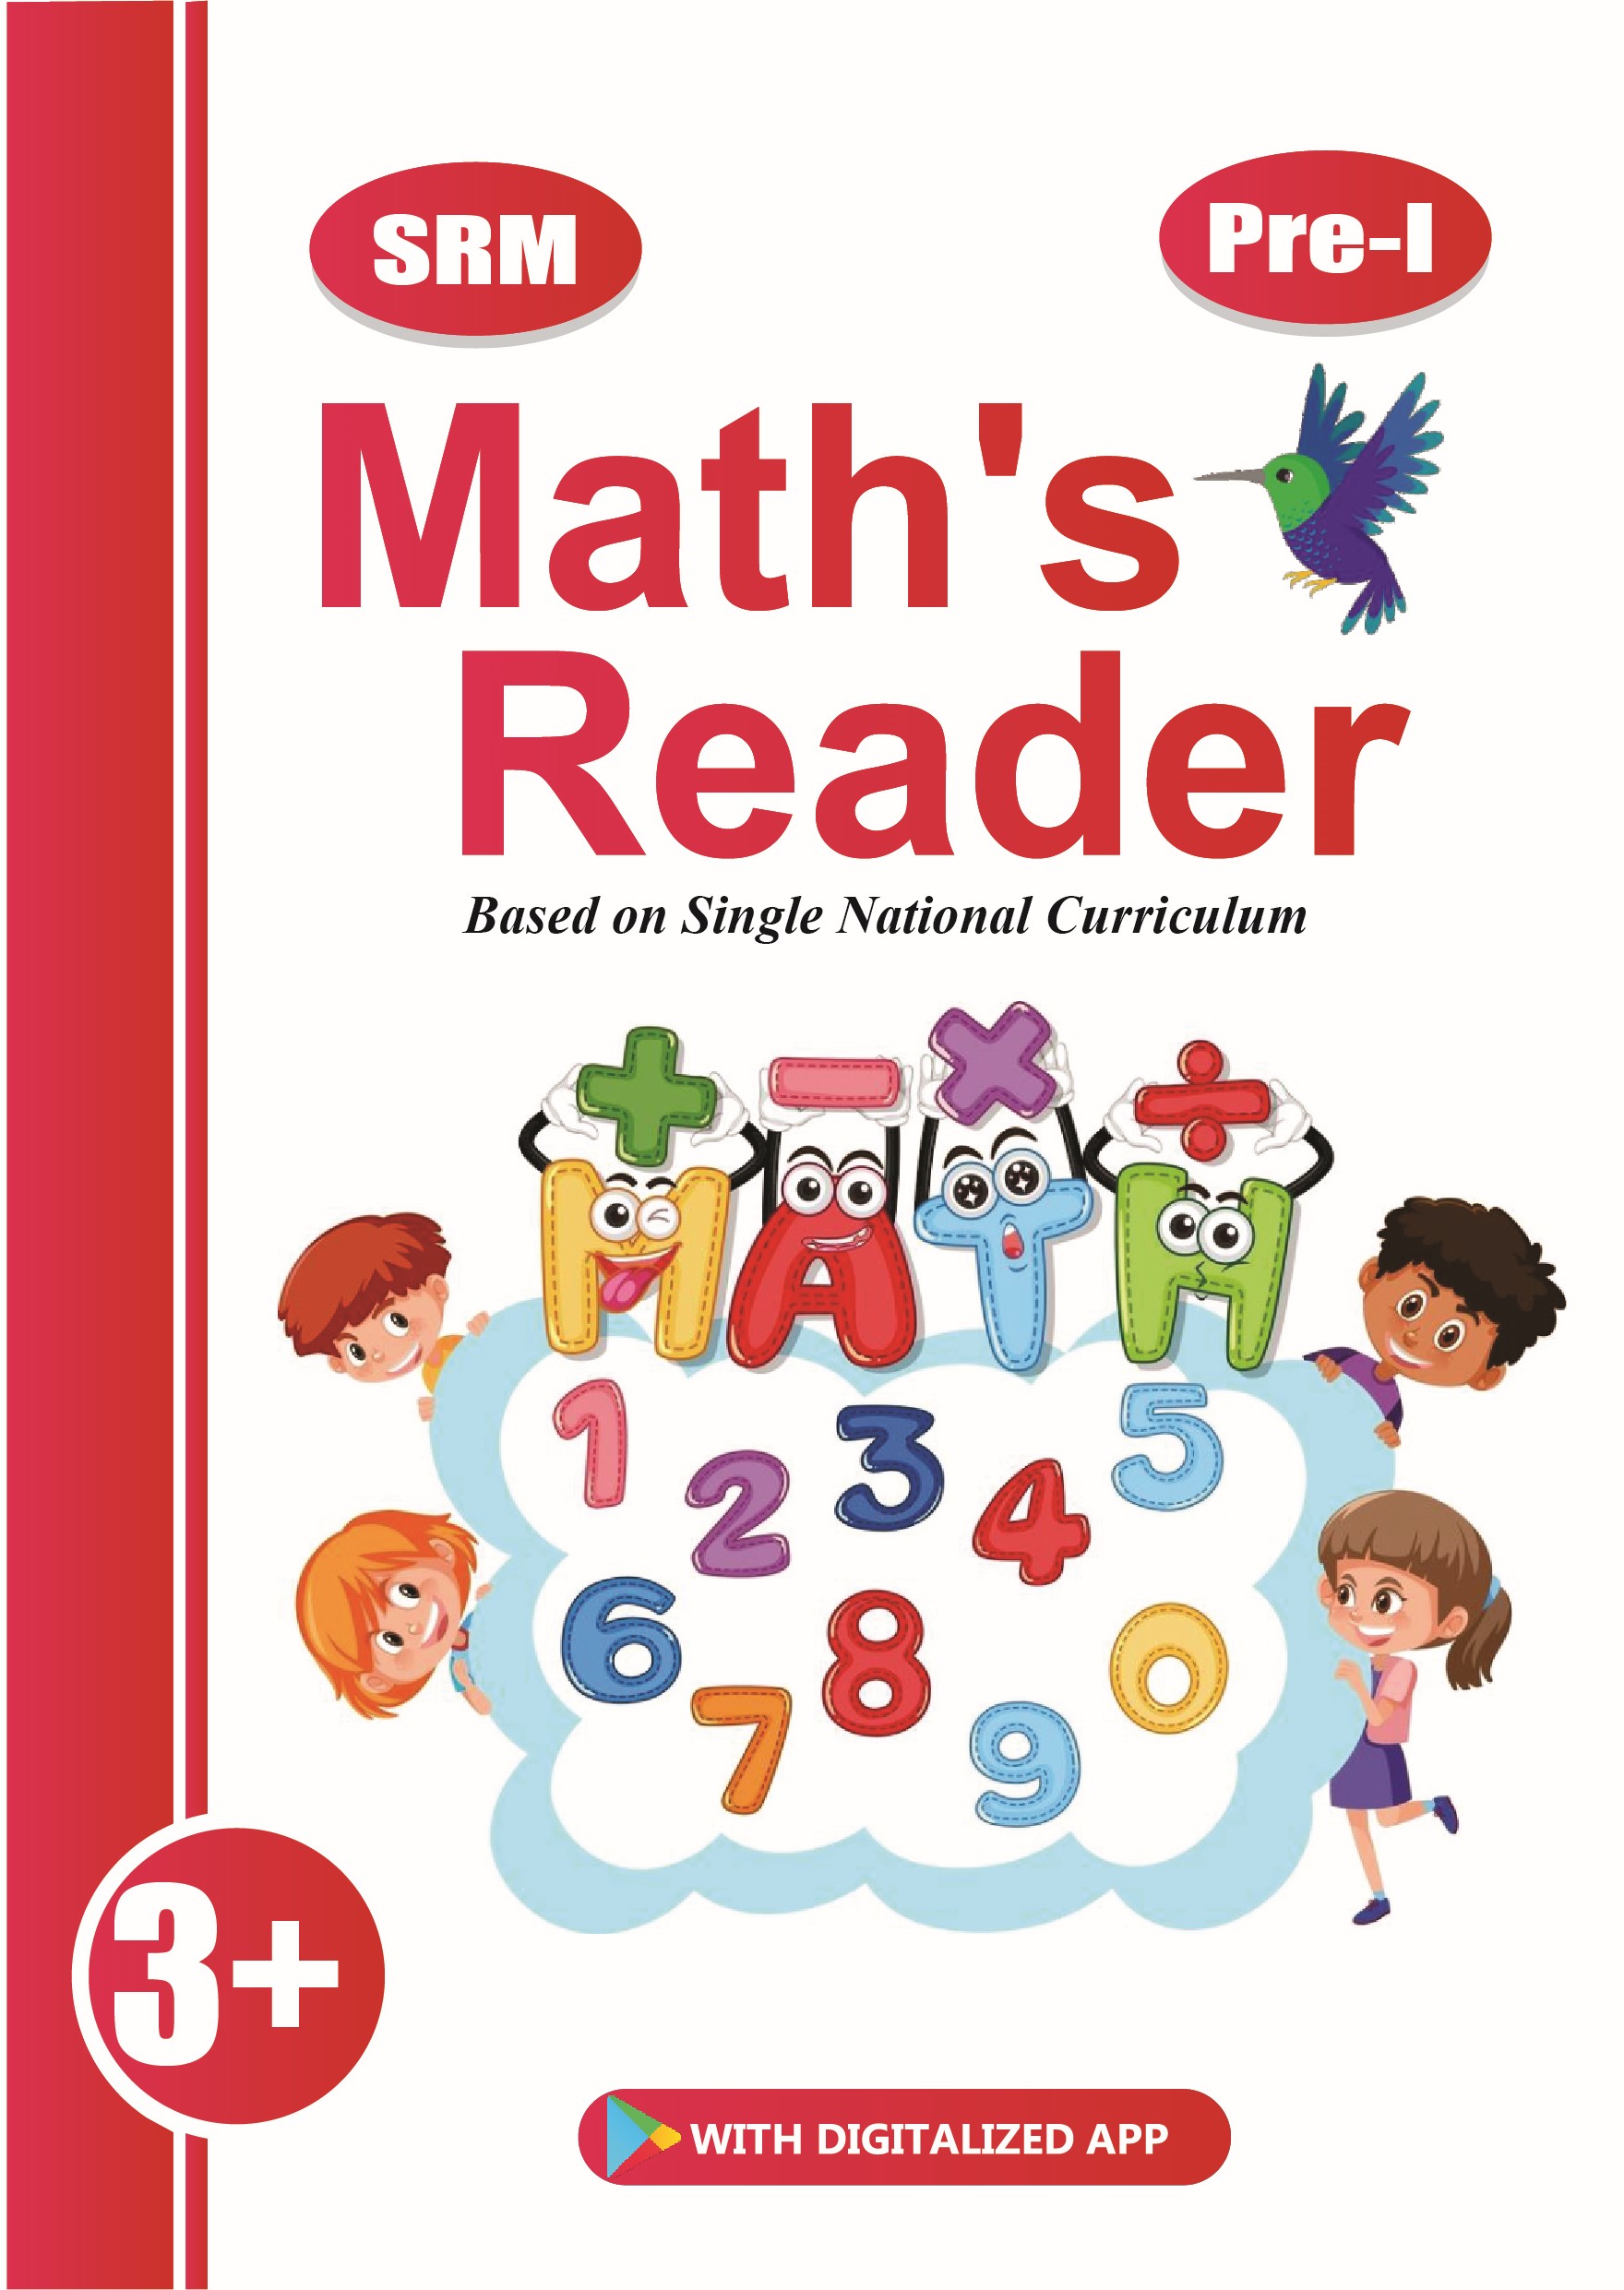 SRM
Pre-I
Math's
Reader
Based on Single National Curriculum
+ - × ÷
MATH
1 2 3 4 5
6 7 8 9 0
3+
WITH DIGITALIZED APP